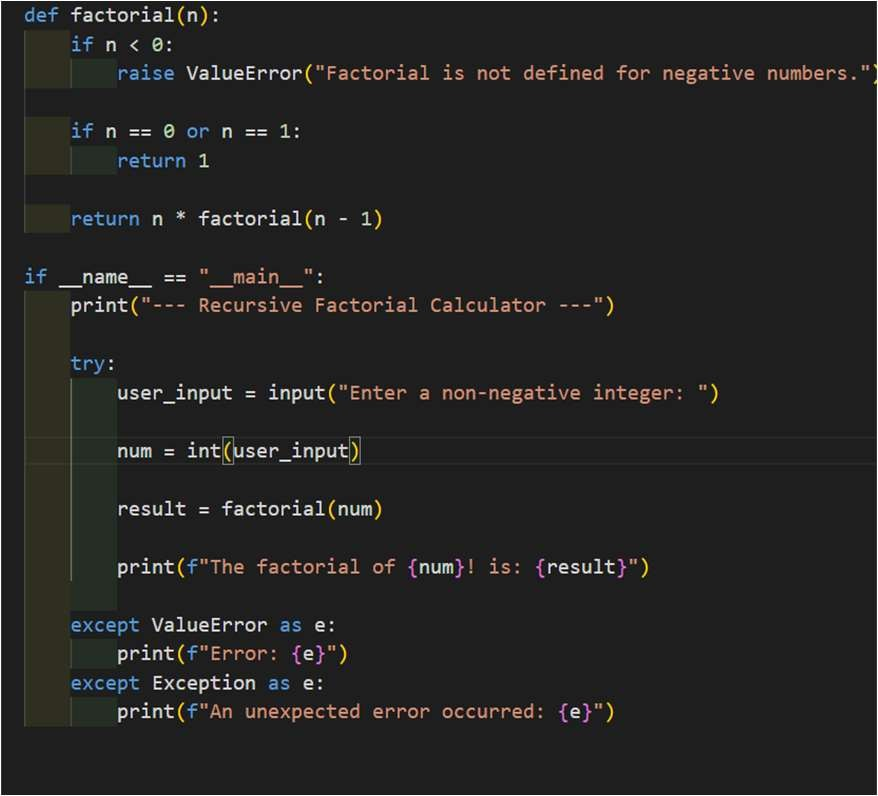 def factorial(n):
    if n < 0:
        raise ValueError("Factorial is not defined for negative numbers.")

    if n == 0 or n == 1:
        return 1

    return n * factorial(n - 1)

if __name__ == "__main__":
    print("--- Recursive Factorial Calculator ---")

    try:
        user_input = input("Enter a non-negative integer: ")

        num = int(user_input)

        result = factorial(num)

        print(f"The factorial of {num}! is: {result}")

    except ValueError as e:
        print(f"Error: {e}")
    except Exception as e:
        print(f"An unexpected error occurred: {e}")